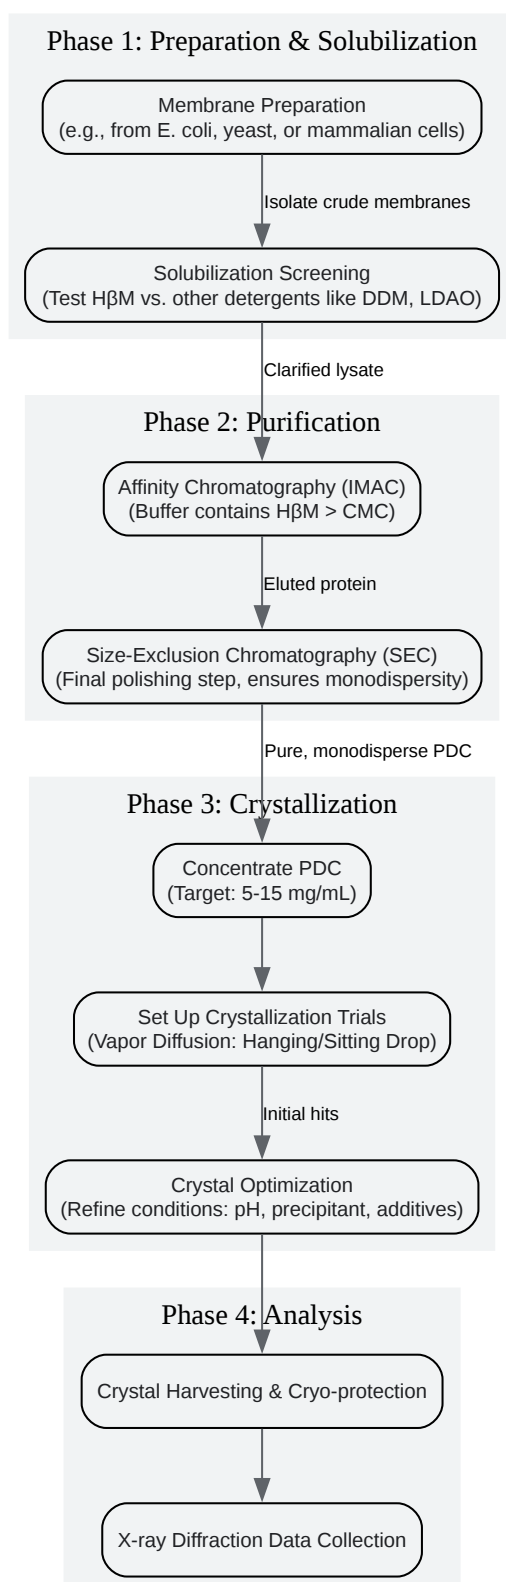 Phase 1: Preparation & Solubilization
Membrane Preparation
(e.g., from E. coli, yeast, or mammalian cells)
Isolate crude membranes
Solubilization Screening
(Test HβM vs. other detergents like DDM, LDAO)
Clarified lysate
Phase 2: Purification
Affinity Chromatography (IMAC)
(Buffer contains HβM > CMC)
Eluted protein
Size-Exclusion Chromatography (SEC)
(Final polishing step, ensures monodispersity)
Pure, monodisperse PDC
Phase 3: Crystallization
Concentrate PDC
(Target: 5-15 mg/mL)
Set Up Crystallization Trials
(Vapor Diffusion: Hanging/Sitting Drop)
Initial hits
Crystal Optimization
(Refine conditions: pH, precipitant, additives)
Phase 4: Analysis
Crystal Harvesting & Cryo-protection
X-ray Diffraction Data Collection